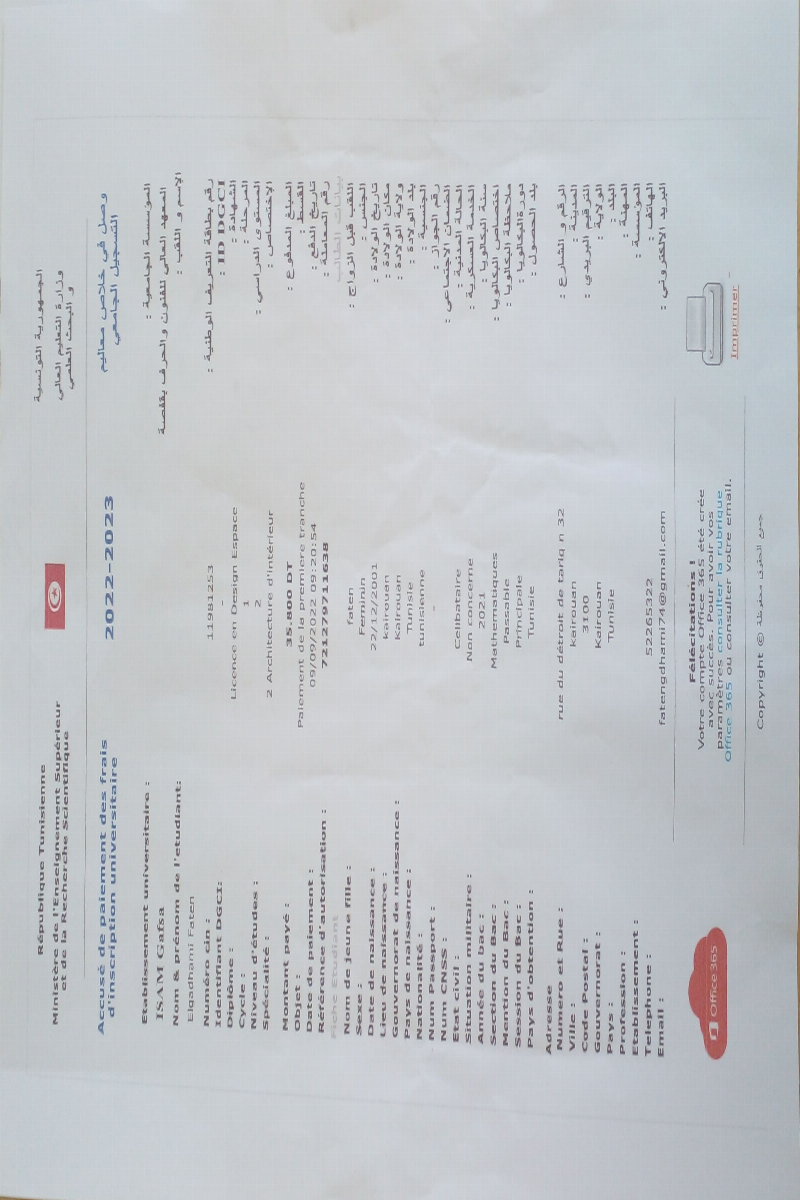 République Tunisienne
Ministère de l'Enseignement Supérieur
et de la Recherche Scientifique
الجمهورية التونسية
وزارة التعليم العالي
و البحث العلمي
Accusé de paiement des frais
d'inscription universitaire
2022-2023
وصل في خلاص معاليم
التسجيل الجامعي
Etablissement universitaire : المؤسسة الجامعية :
ISAM Gafsa المعهد العالي للفنون والحرف بقفصة
Nom & prénom de l'etudiant: الإسم و اللقب :
Elgadhami Faten
Numéro cin : 11981253 رقم بطاقة التعريف الوطنية :
Identifiant DGCI: - ID DGCI :
Diplôme : Licence en Design Espace الشهادة :
Cycle : 1 المرحلة :
Niveau d'études : 2 المستوى الدراسي :
Spécialité : 2 Architecture d'intérieur الإختصاص :
Montant payé : 35.800 DT المبلغ المدفوع :
Objet : Paiement de la premiere tranche القسط :
Date de paiement : 09/09/2022 09:20:54 تاريخ الدفع :
Référence d'autorisation : 721279711638 رقم المعاملة :
Fiche Etudiant بيانات الطالب
Nom de jeune fille : faten اللقب قبل الزواج :
Sexe : Feminin الجنس :
Date de naissance : 22/12/2001 تاريخ الولادة :
Lieu de naissance : kairouan مكان الولادة :
Gouvernorat de naissance : Kairouan ولاية الولادة :
Pays de naissance : Tunisie بلد الولادة :
Nationalité : tunisienne الجنسية :
Num Passport : - رقم الجواز :
Num CNSS : الضمان الاجتماعي :
Etat civil : Celibataire الحالة المدنية :
Situation militaire : Non concerne الخدمة العسكرية :
Année du bac : 2021 سنة البكالوريا :
Section du Bac : Mathematiques اختصاص البكالوريا :
Mention du Bac : Passable ملاحظة البكالوريا :
Session du Bac : Principale دورة البكالوريا :
Pays d'obtention : Tunisie بلد الحصول :
Adresse
Numero et Rue : rue du détroit de tariq n 32 الرقم و الشارع :
Ville : kairouan المدينة :
Code Postal : 3100 الترقيم البريدي :
Gouvernorat : Kairouan الولاية :
Pays : Tunisie البلد :
Profession : المهنة :
Etablissement : المؤسسة :
Telephone : 52265322 الهاتف :
Email : fatengdhami74@gmail.com البريد الالكتروني :
Office 365
Félécitations !
Votre compte Office 365 été crée
avec succès. Pour avoir vos
paramètres consulter la rubrique
Office 365 ou consulter votre email.
Imprimer
Copyright © جميع الحقوق محفوظة